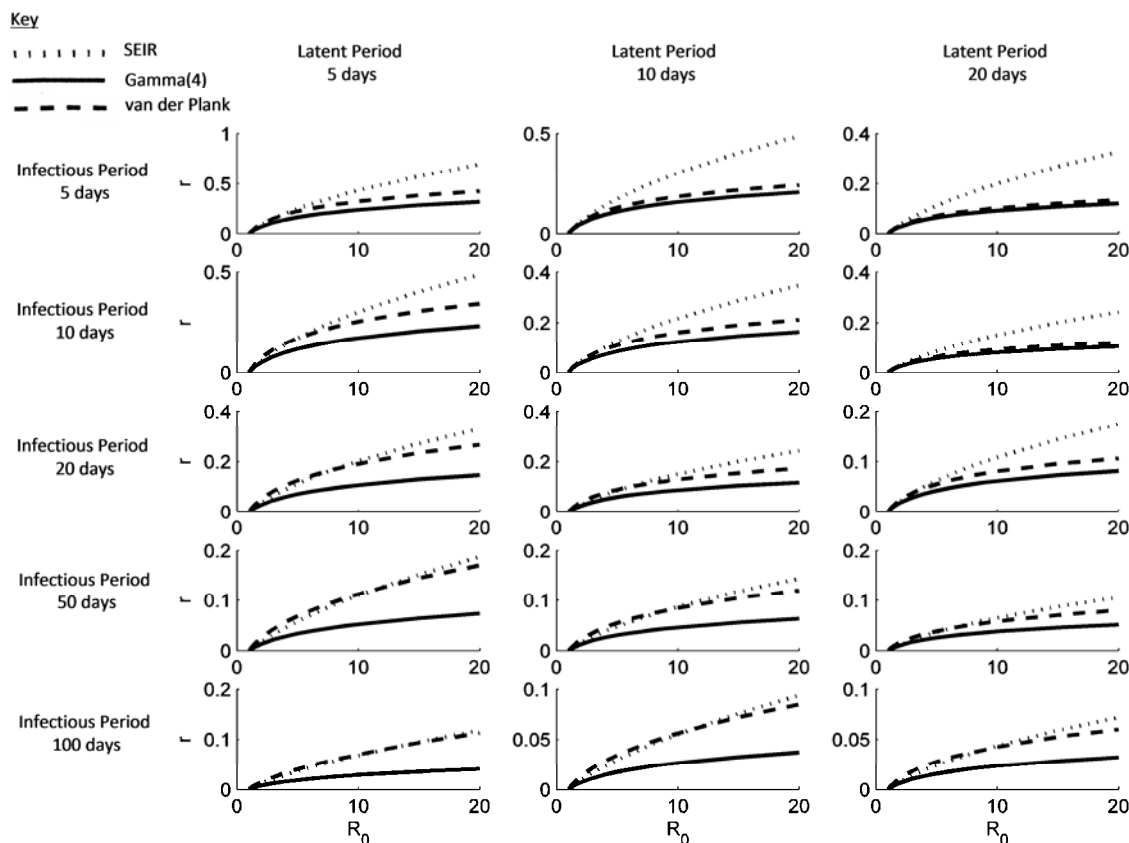 Key
SEIR
Gamma(4)
van der Plank
Latent Period
5 days
Latent Period
10 days
Latent Period
20 days
Infectious Period
5 days
r
1
0.5
0
0 10 20
0.5
0
0 10 20
0.4
0.2
0
0 10 20
Infectious Period
10 days
r
0.5
0
0 10 20
0.4
0.2
0
0 10 20
0.4
0.2
0
0 10 20
Infectious Period
20 days
r
0.4
0.2
0
0 10 20
0.4
0.2
0
0 10 20
0.2
0.1
0
0 10 20
Infectious Period
50 days
r
0.2
0.1
0
0 10 20
0.2
0.1
0
0 10 20
0.2
0.1
0
0 10 20
Infectious Period
100 days
r
0.2
0.1
0
0 10 20
R0
0.1
0.05
0
0 10 20
R0
0.1
0.05
0
0 10 20
R0